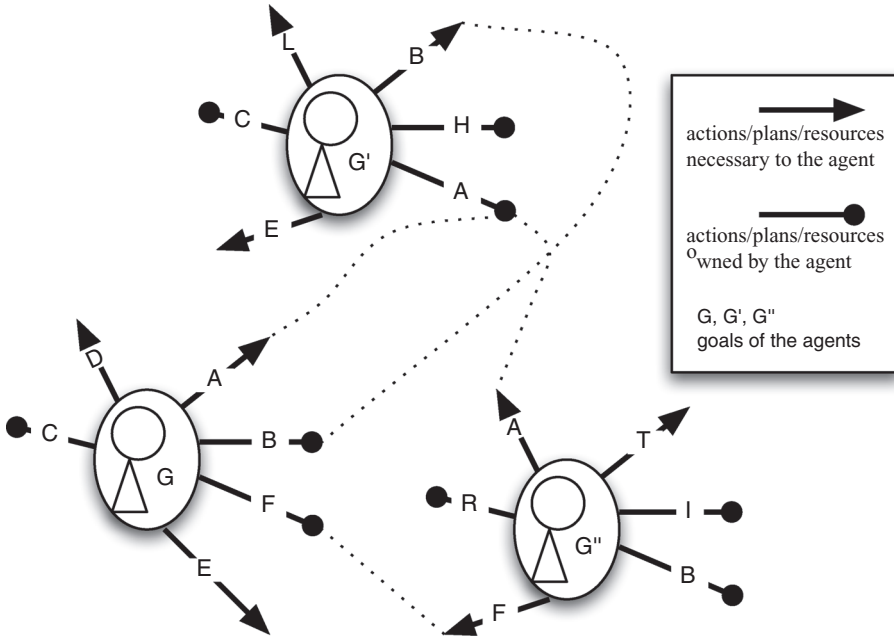 L
B
C
H
G'
A
E
actions/plans/resources
necessary to the agent
actions/plans/resources
owned by the agent
G, G', G''
goals of the agents
D
A
C
B
G
F
E
A
T
R
I
G''
B
F